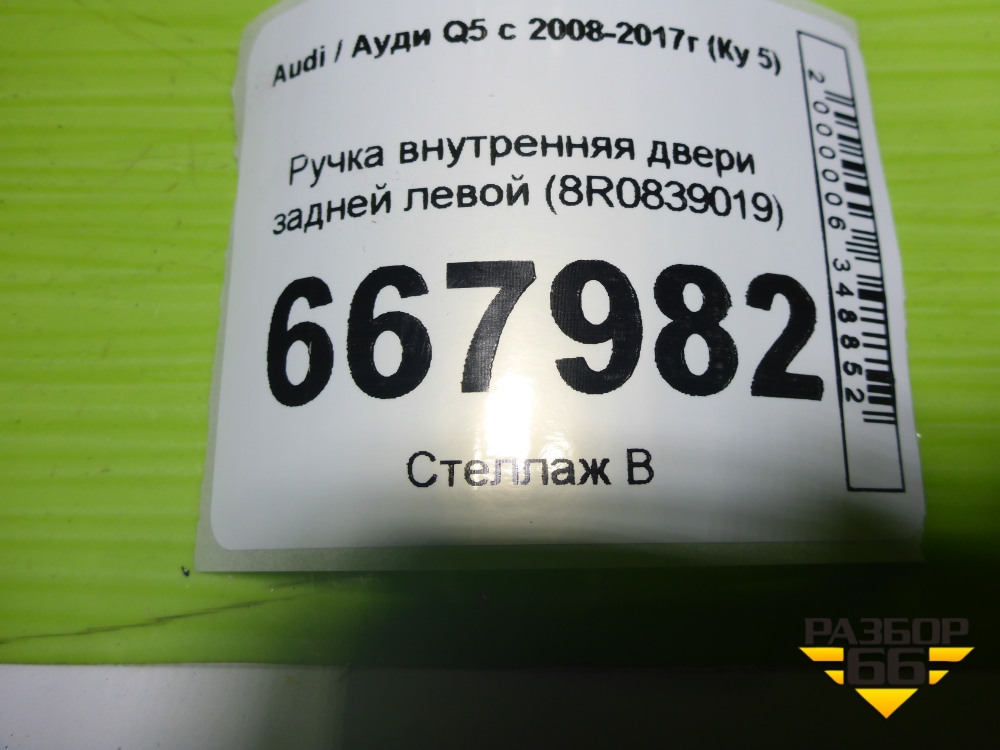 Audi / Ауди Q5 с 2008-2017г (Ку 5)
Ручка внутренняя двери
задней левой (8R0839019)
667982
Стеллаж В
2000006348852
РАЗБОР
66